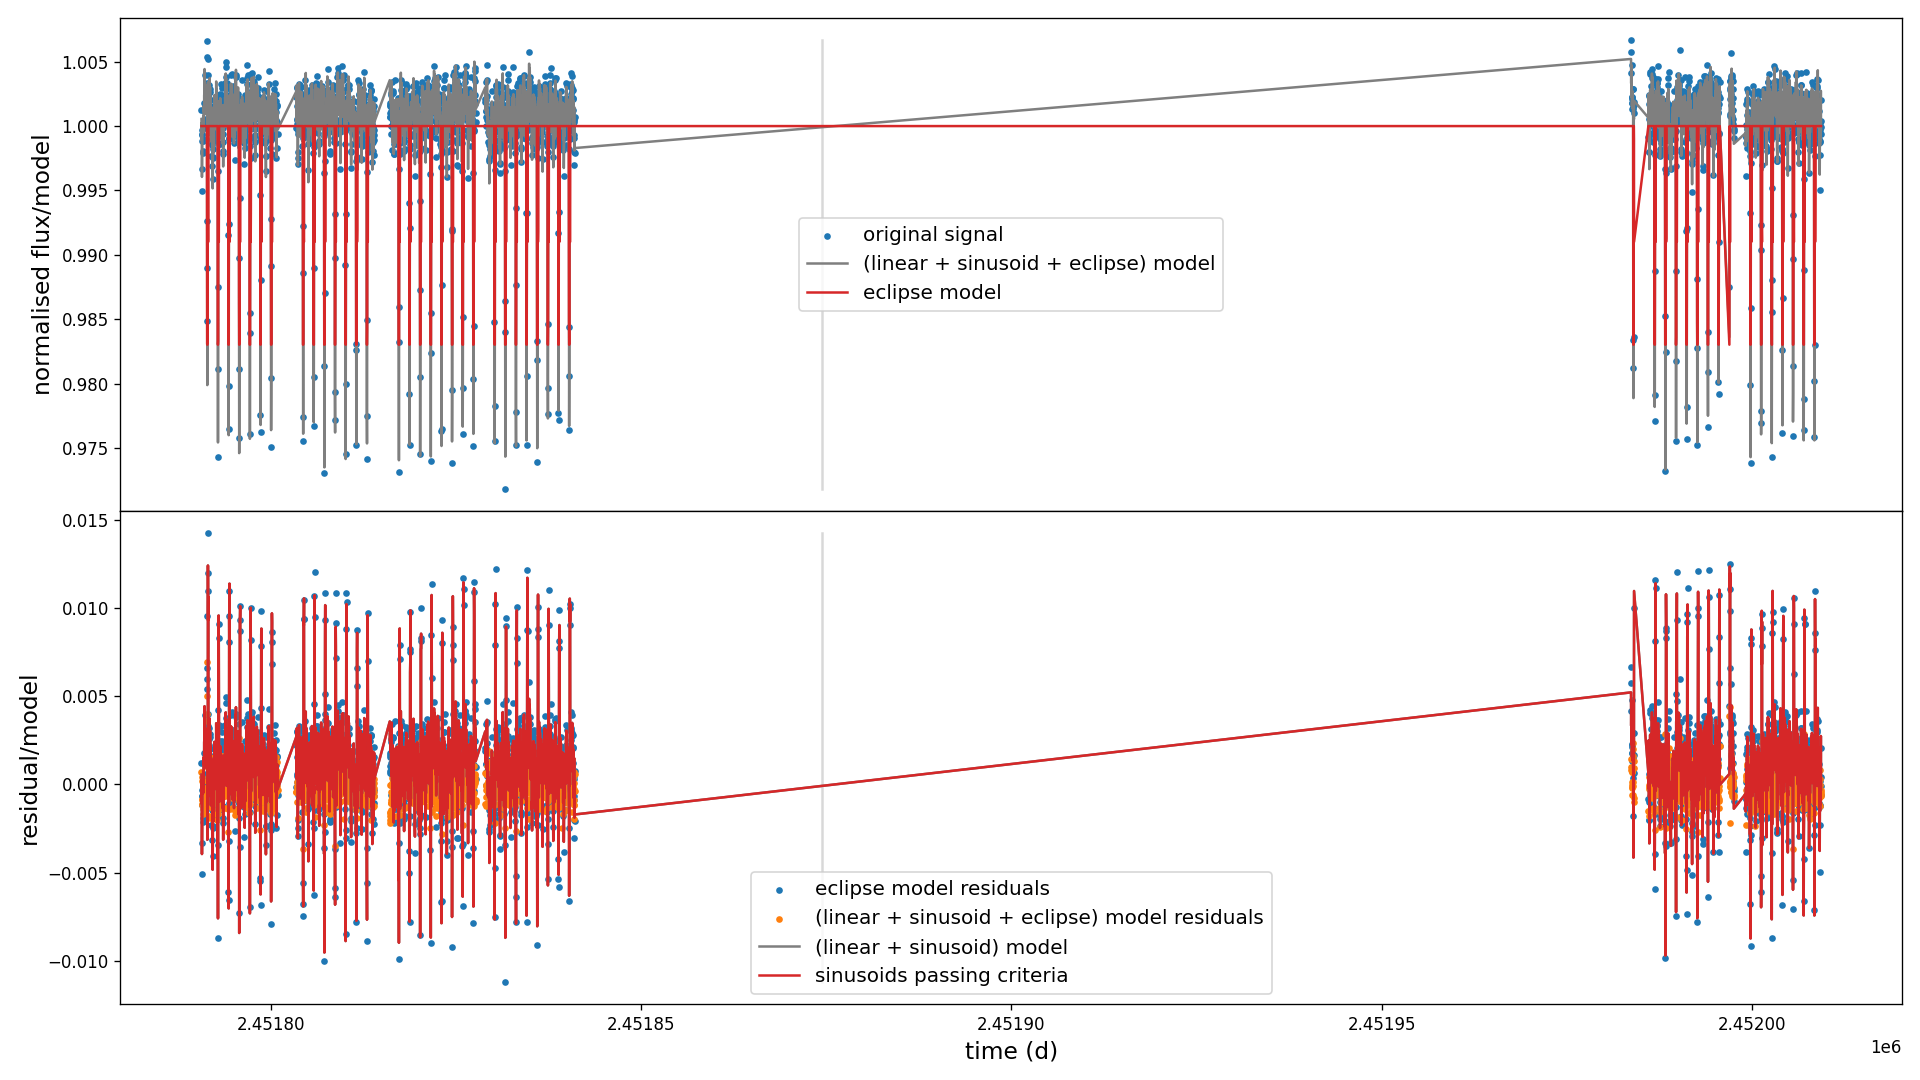 1.005
1.000
0.995
0.990
0.985
0.980
0.975
normalised flux/model
original signal
(linear + sinusoid + eclipse) model
eclipse model
0.015
0.010
0.005
0.000
−0.005
−0.010
residual/model
eclipse model residuals
(linear + sinusoid + eclipse) model residuals
(linear + sinusoid) model
sinusoids passing criteria
2.45180
2.45185
2.45190
2.45195
2.45200
1e6
time (d)